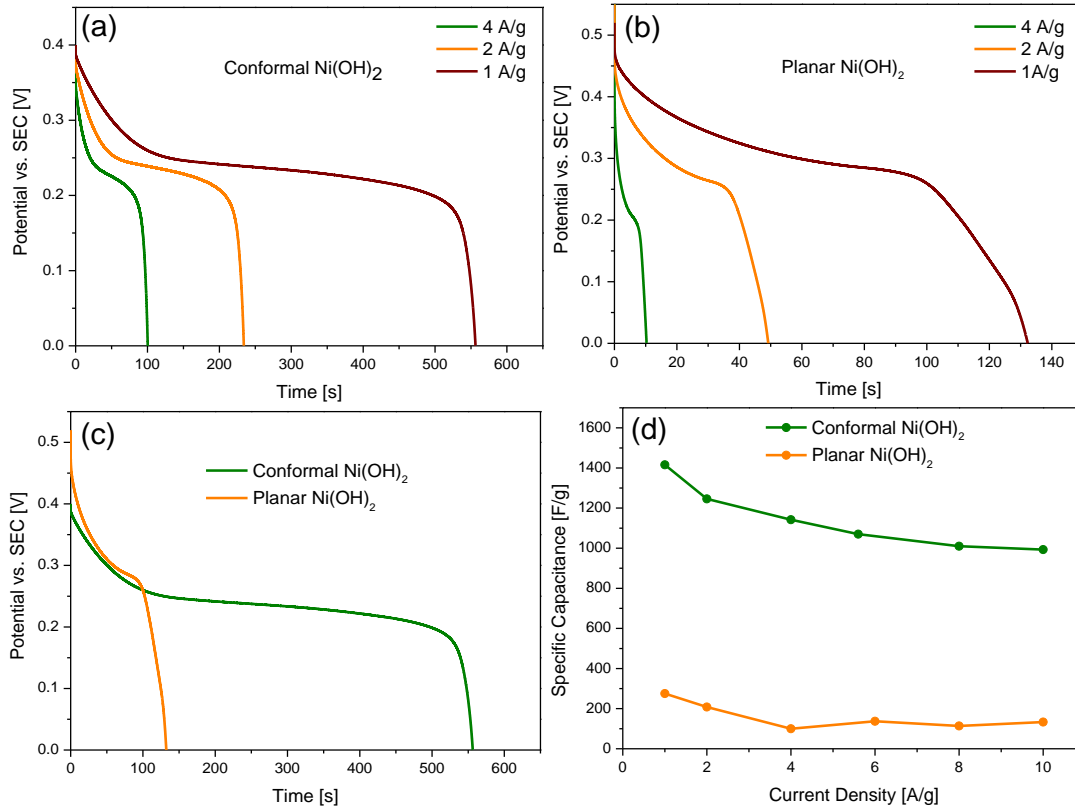 (a)
4 A/g
2 A/g
1 A/g
Conformal Ni(OH)2
Potential vs. SEC [V]
0.4
0.3
0.2
0.1
0.0
0 100 200 300 400 500 600
Time [s]
(b)
4 A/g
2 A/g
1A/g
Planar Ni(OH)2
Potential vs. SEC [V]
0.5
0.4
0.3
0.2
0.1
0.0
0 20 40 60 80 100 120 140
Time [s]
(c)
Conformal Ni(OH)2
Planar Ni(OH)2
Potential vs. SEC [V]
0.5
0.4
0.3
0.2
0.1
0.0
0 100 200 300 400 500 600
Time [s]
(d)
Conformal Ni(OH)2
Planar Ni(OH)2
Specific Capacitance [F/g]
1600
1400
1200
1000
800
600
400
200
0
0 2 4 6 8 10
Current Density [A/g]